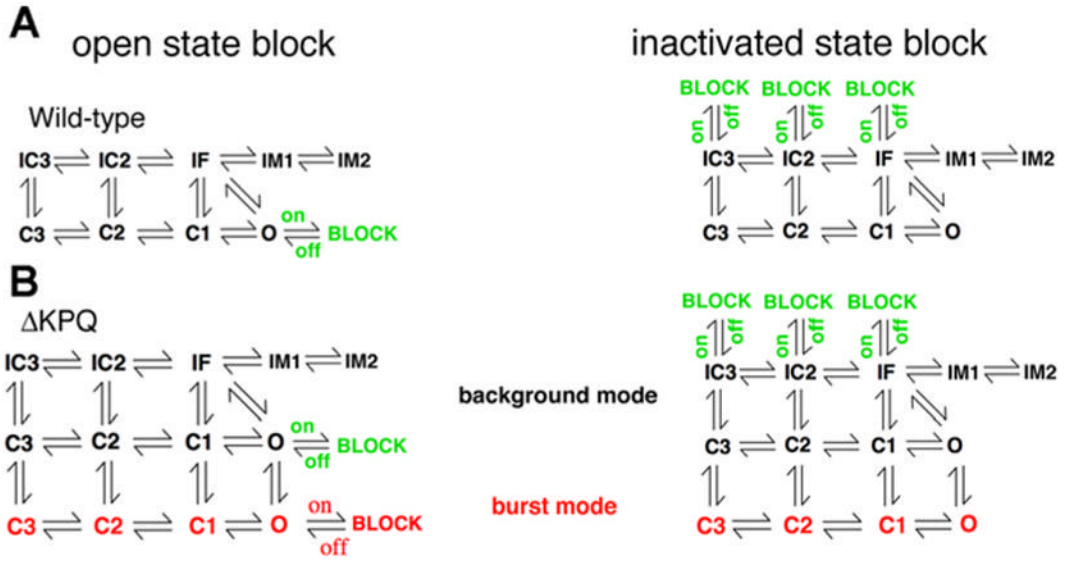 A
open state block
inactivated state block
BLOCK BLOCK BLOCK
on off on off on off
Wild-type
IC3 IC2 IF IM1 IM2
IC3 IC2 IF IM1 IM2
on
C3 C2 C1 O BLOCK
off
C3 C2 C1 O
B
ΔKPQ
BLOCK BLOCK BLOCK
on off on off on off
IC3 IC2 IF IM1 IM2
IC3 IC2 IF IM1 IM2
background mode
on
C3 C2 C1 O BLOCK
off
C3 C2 C1 O
burst mode
on
C3 C2 C1 O BLOCK
off
C3 C2 C1 O